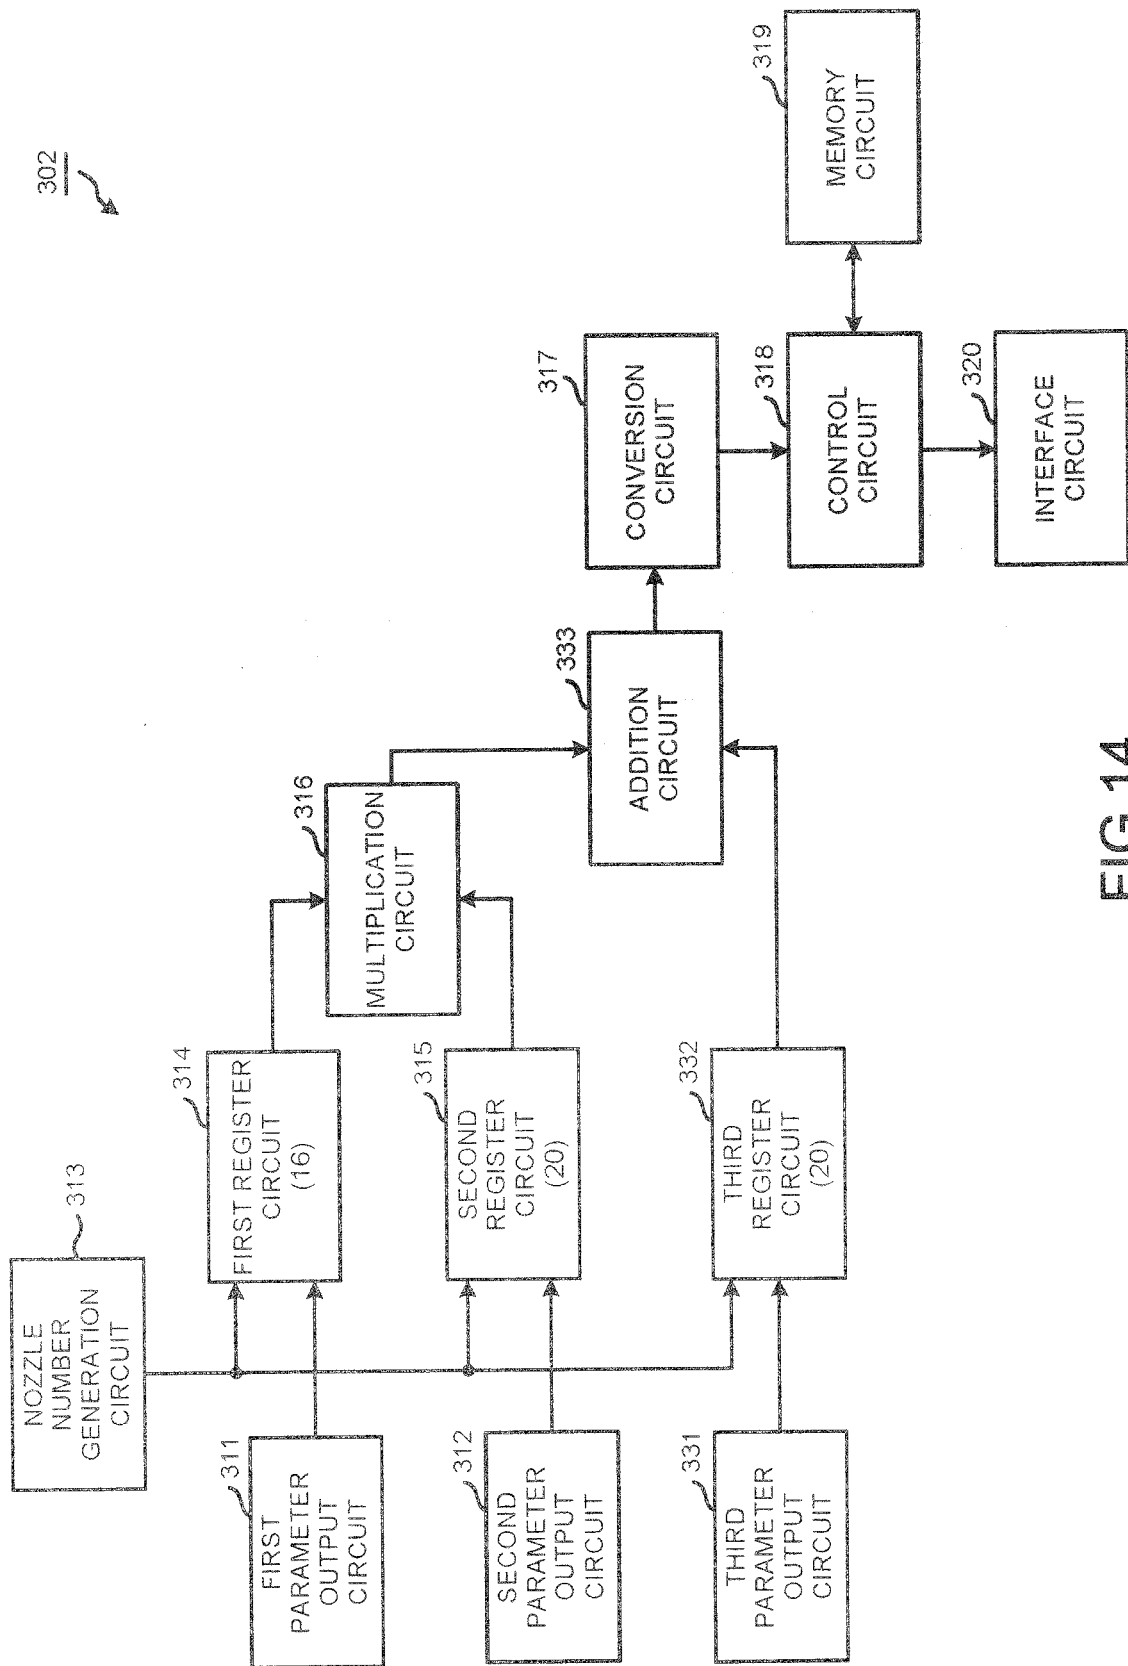 302
NOZZLE
NUMBER
GENERATION
CIRCUIT
313
FIRST
PARAMETER
OUTPUT
CIRCUIT
311
FIRST REGISTER
CIRCUIT
(16)
314
SECOND
PARAMETER
OUTPUT
CIRCUIT
312
SECOND
REGISTER
CIRCUIT
(20)
315
THIRD
PARAMETER
OUTPUT
CIRCUIT
331
THIRD
REGISTER
CIRCUIT
(20)
332
MULTIPLICATION
CIRCUIT
316
ADDITION
CIRCUIT
333
CONVERSION
CIRCUIT
317
CONTROL
CIRCUIT
318
MEMORY
CIRCUIT
319
INTERFACE
CIRCUIT
320
FIG.14